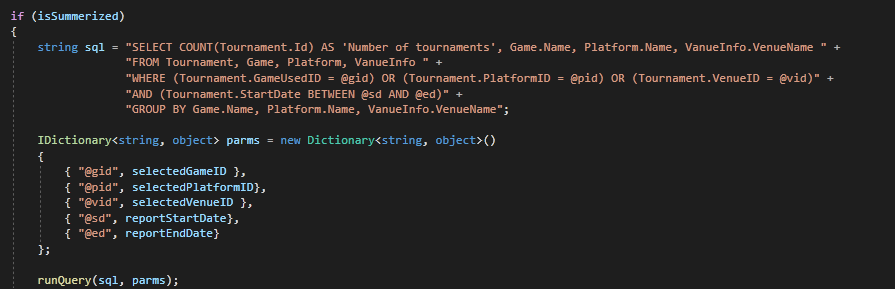 if (isSummerized)
{
string sql = "SELECT COUNT(Tournament.Id) AS 'Number of tournaments', Game.Name, Platform.Name, VanueInfo.VenueName " +
"FROM Tournament, Game, Platform, VanueInfo " +
"WHERE (Tournament.GameUsedID = @gid) OR (Tournament.PlatformID = @pid) OR (Tournament.VenueID = @vid)" +
"AND (Tournament.StartDate BETWEEN @sd AND @ed)" +
"GROUP BY Game.Name, Platform.Name, VanueInfo.VenueName";
IDictionary<string, object> parms = new Dictionary<string, object>()
{
{ "@gid", selectedGameID },
{ "@pid", selectedPlatformID},
{ "@vid", selectedVenueID },
{ "@sd", reportStartDate},
{ "@ed", reportEndDate}
};
runQuery(sql, parms);